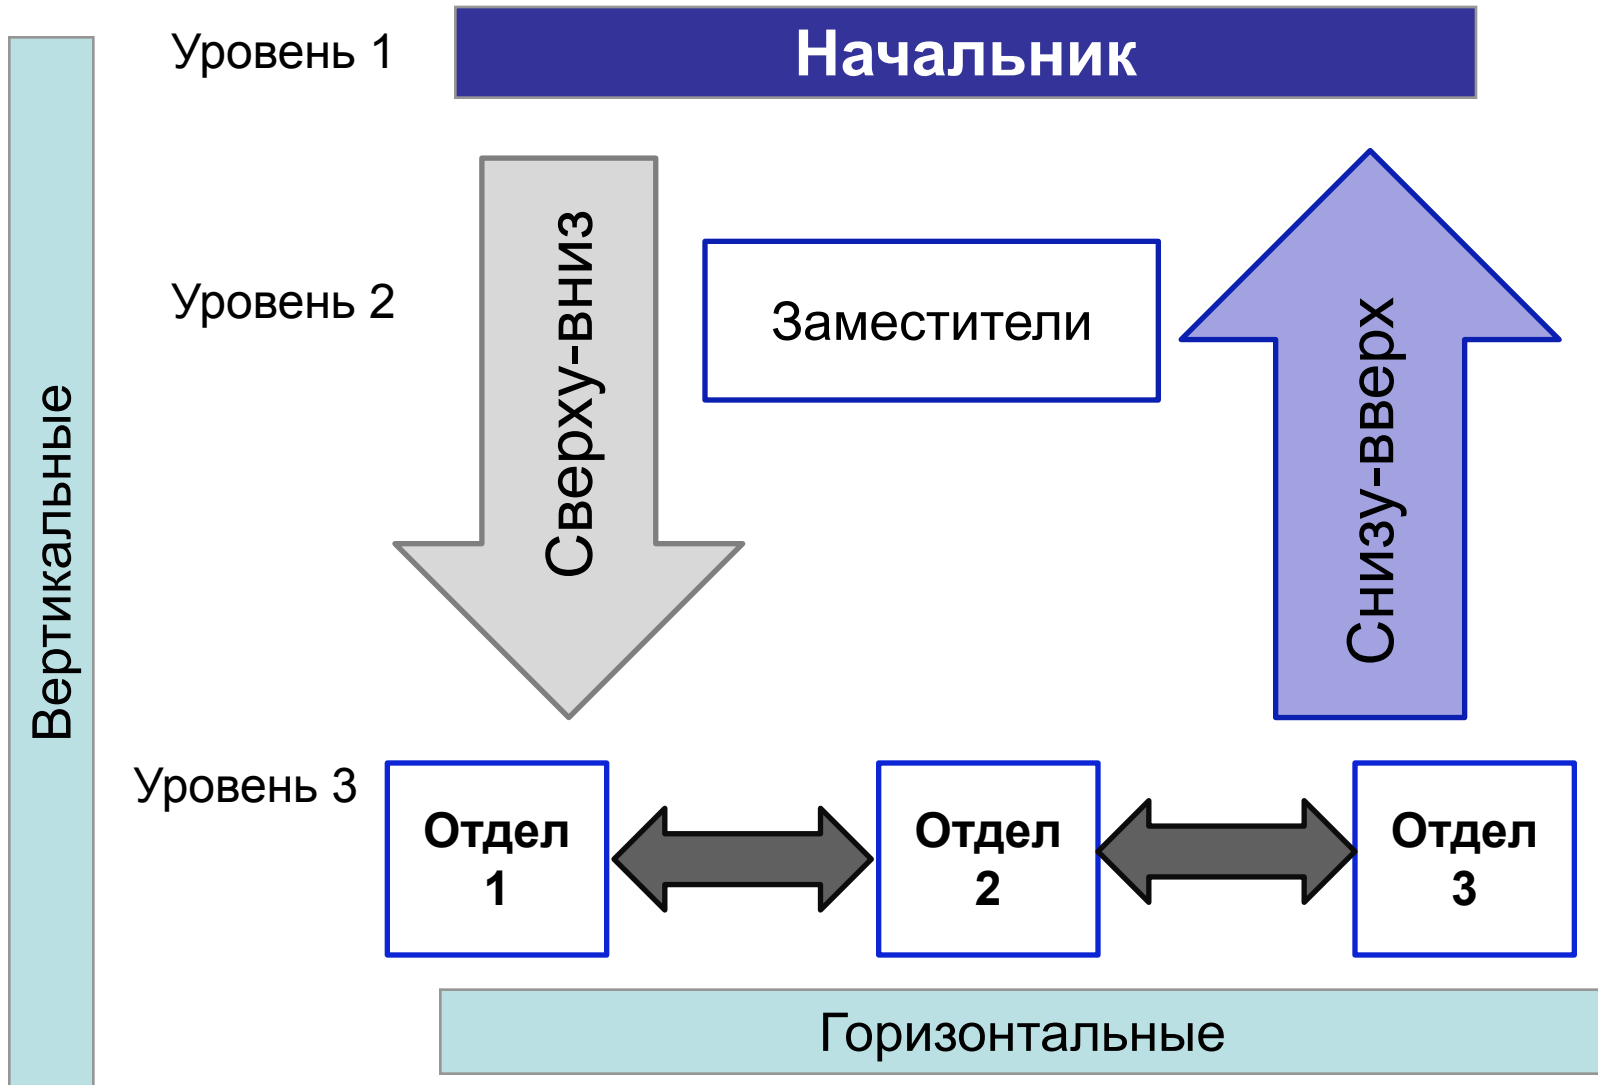 Уровень 1
Начальник
Вертикальные
Уровень 2
Сверху-вниз
Заместители
Снизу-вверх
Уровень 3
Отдел
1
Отдел
2
Отдел
3
Горизонтальные